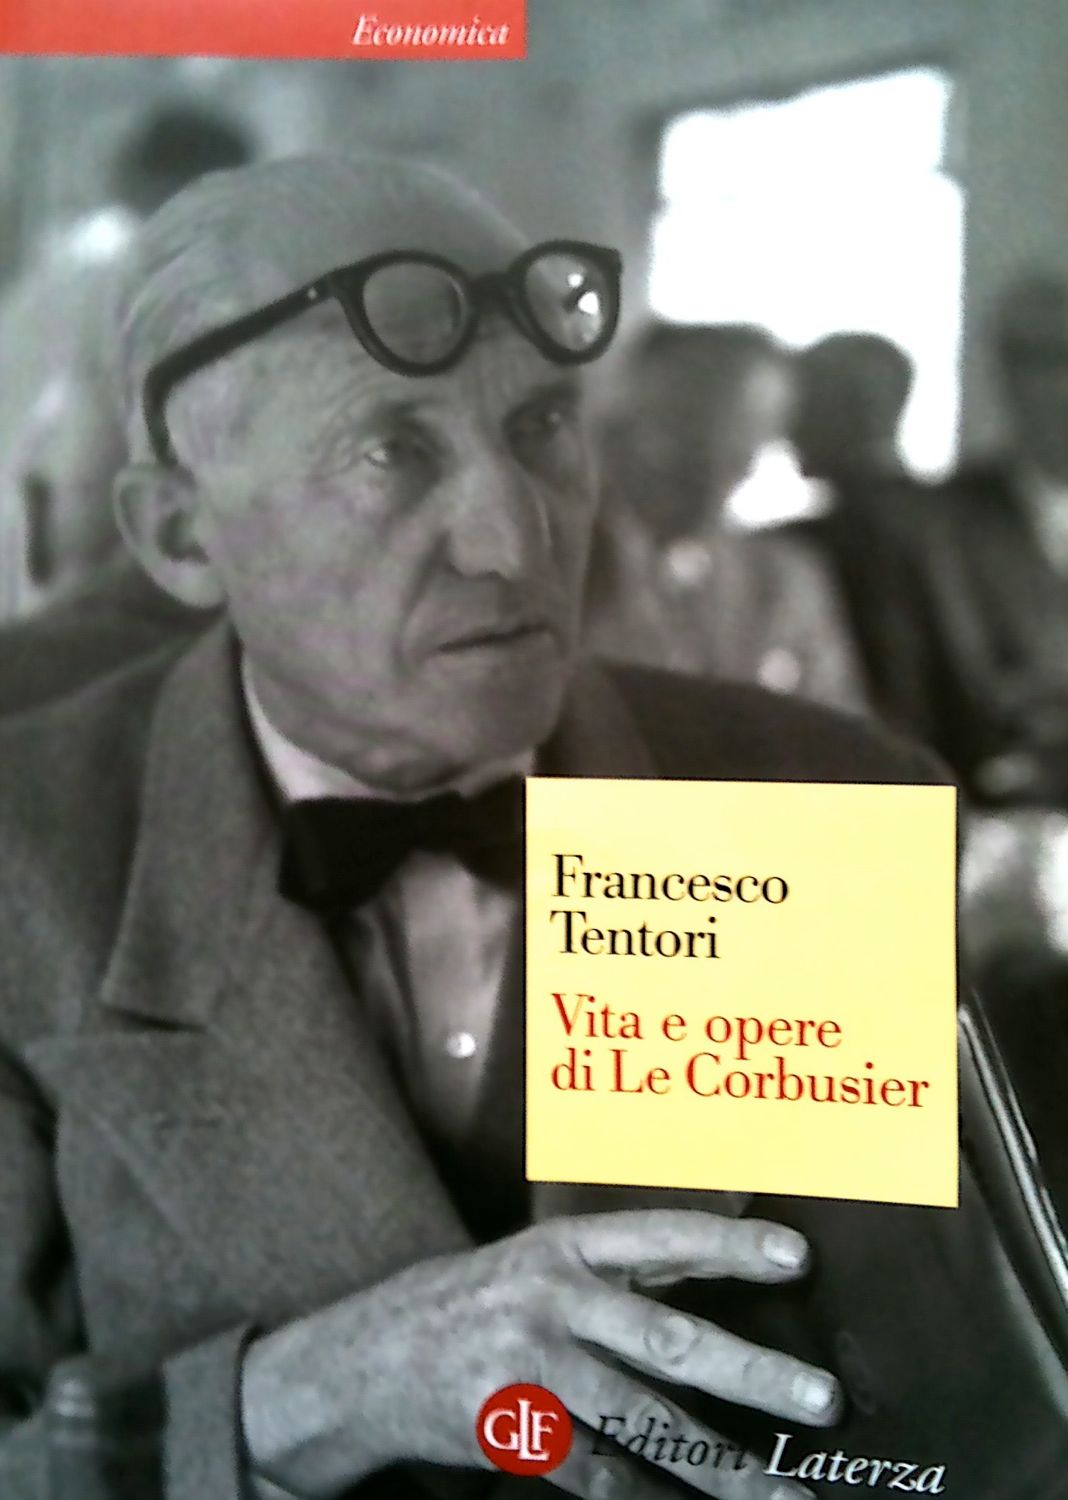 Economica
Francesco
Tentori
Vita e opere
di Le Corbusier
GLF Editori Laterza